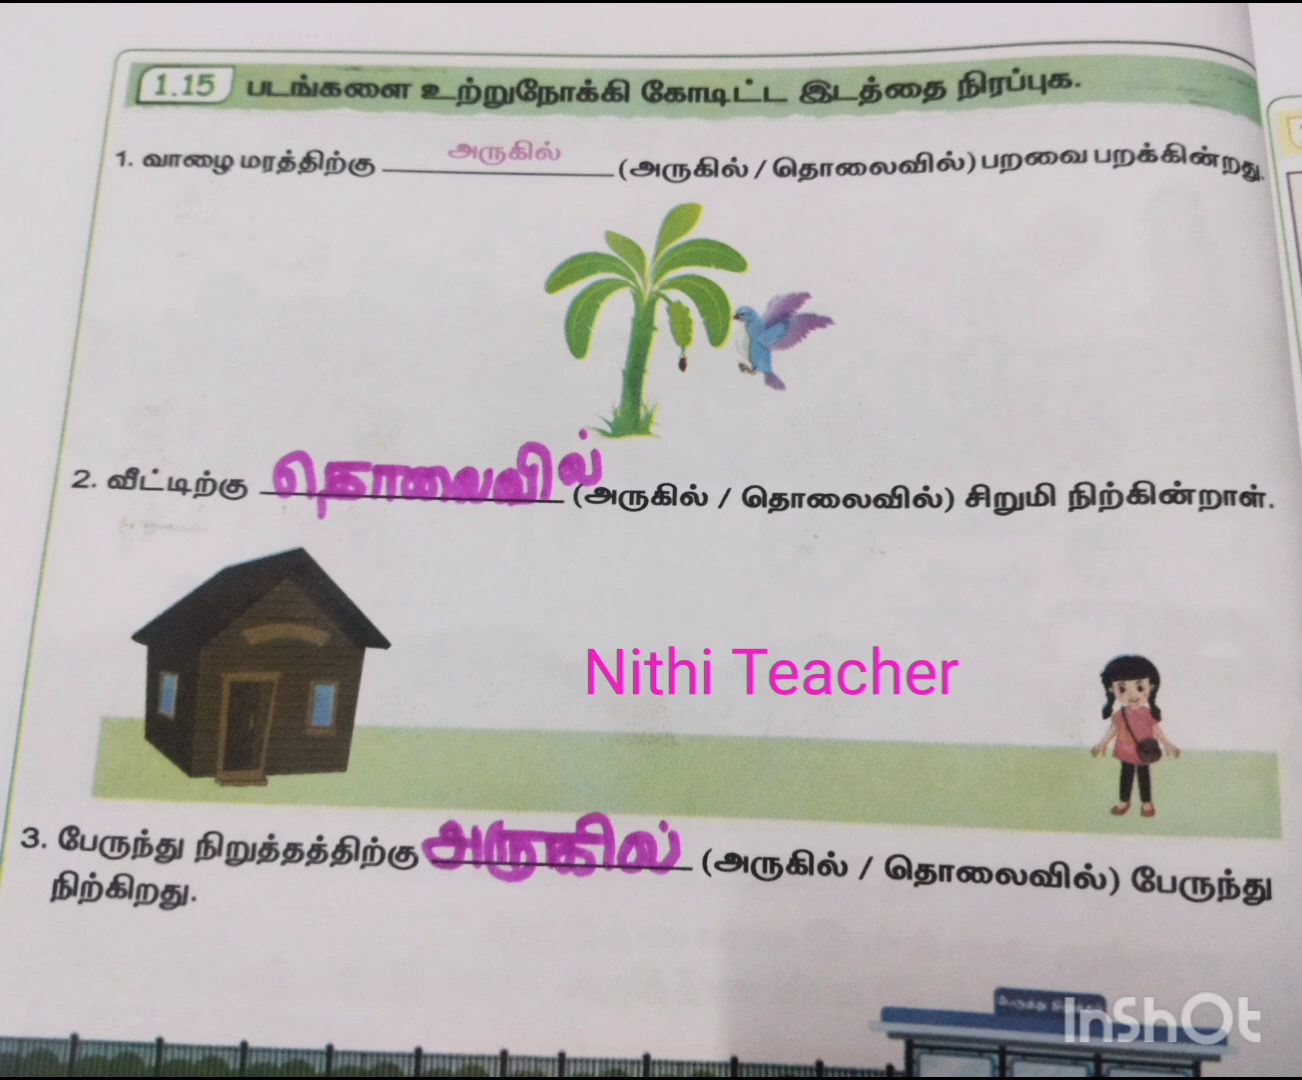 1.15 படங்களை உற்றுநோக்கி கோடிட்ட இடத்தை நிரப்புக.
1. வாழை மரத்திற்கு அருகில் (அருகில் / தொலைவில்) பறவை பறக்கின்றது.
2. வீட்டிற்கு தொலைவில் (அருகில் / தொலைவில்) சிறுமி நிற்கின்றாள்.
Nithi Teacher
3. பேருந்து நிறுத்தத்திற்கு அருகில் (அருகில் / தொலைவில்) பேருந்து
நிற்கிறது.
InShOt